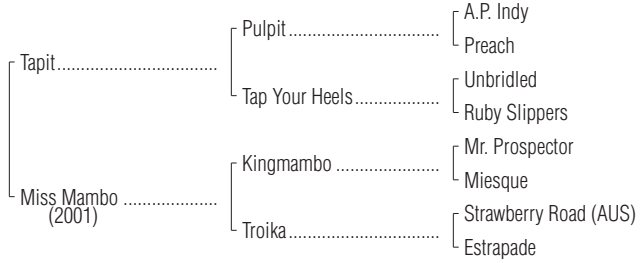 A.P. Indy
Pulpit
Preach
Tapit
Unbridled
Tap Your Heels
Ruby Slippers
Mr. Prospector
Kingmambo
Miesque
Miss Mambo
(2001)
Strawberry Road (AUS)
Troika
Estrapade